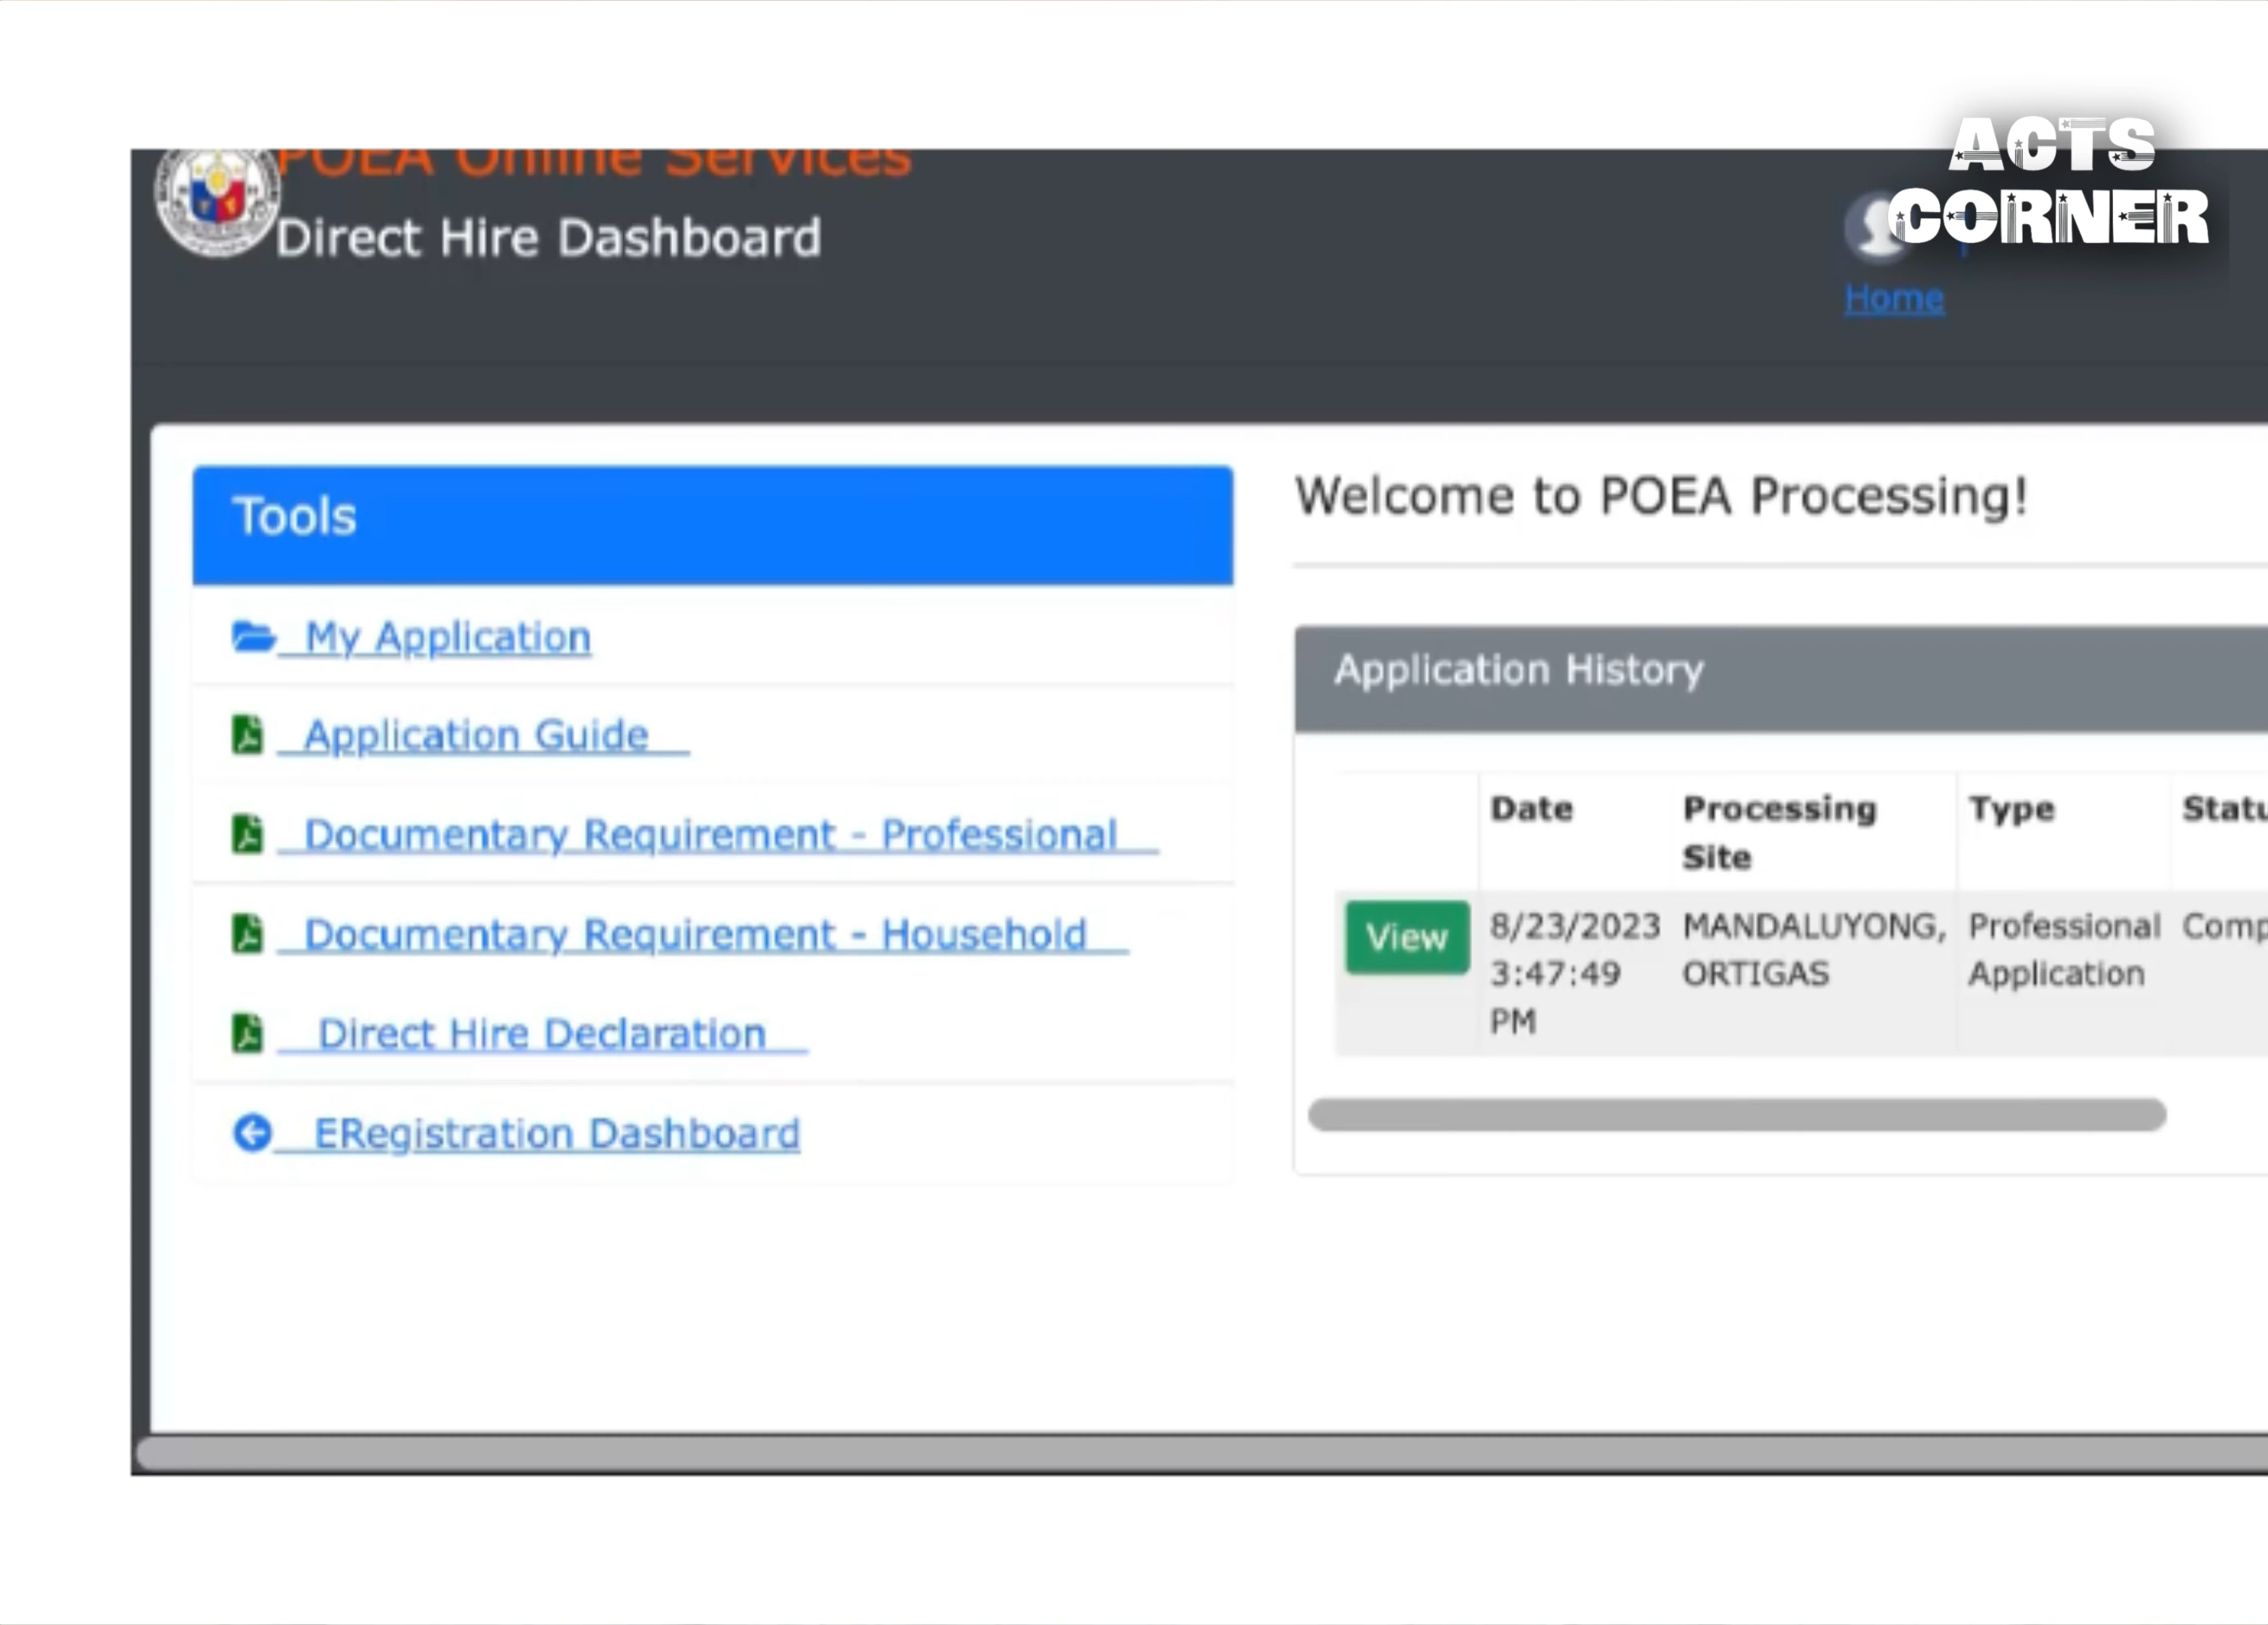 ACTS
CORNER
POEA Online Services
Direct Hire Dashboard
Home
Tools
My Application
Application Guide
Documentary Requirement - Professional
Documentary Requirement - Household
Direct Hire Declaration
ERegistration Dashboard
Welcome to POEA Processing!
Application History
Date
Processing
Site
Type
View
8/23/2023
3:47:49
PM
MANDALUYONG,
ORTIGAS
Professional
Application